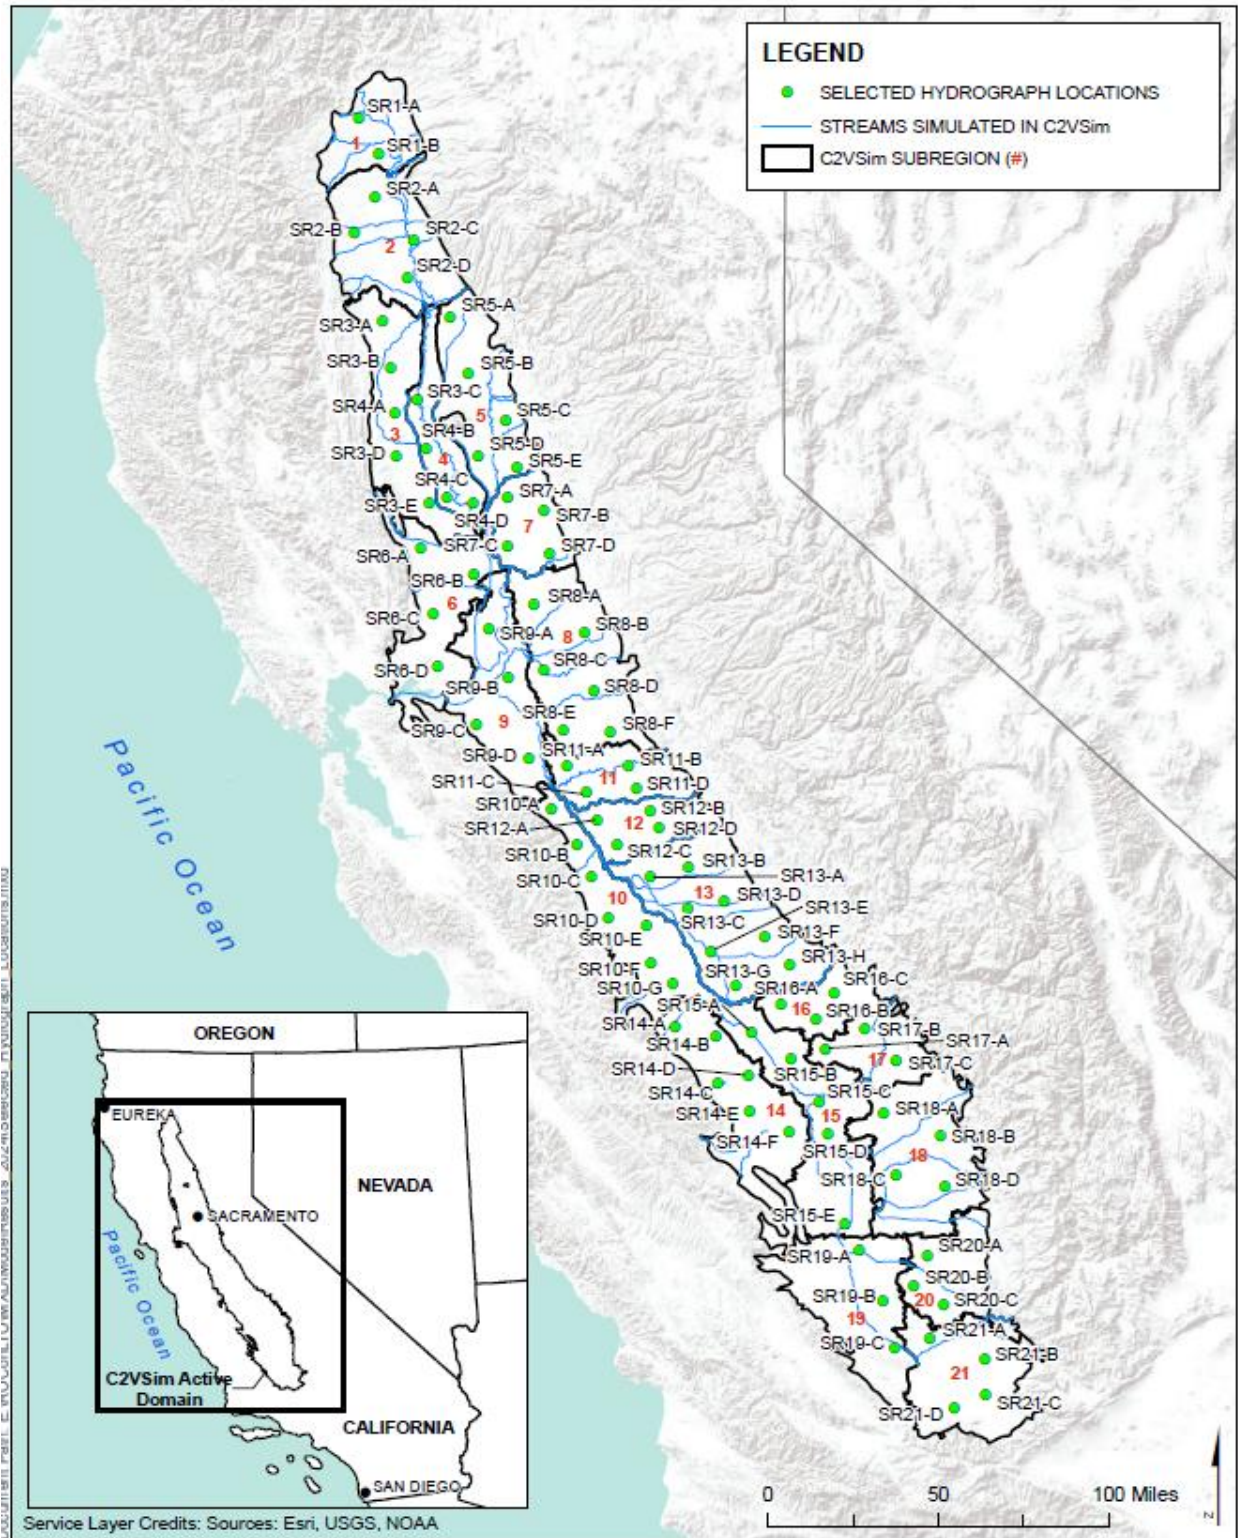 LEGEND
SELECTED HYDROGRAPH LOCATIONS
STREAMS SIMULATED IN C2VSim
C2VSim SUBREGION (#)
SR1-A
1
SR1-B
SR2-A
SR2-B
SR2-C
2
SR2-D
SR5-A
SR3-A
SR3-B
SR5-B
SR3-C
SR4-A
5
SR5-C
3
SR4-B
SR5-D
SR3-D
4
SR5-E
SR4-C
SR7-A
SR3-E
SR4-D
SR7-B
7
SR7-C
SR6-A
SR7-D
SR6-B
SR8-A
6
SR6-C
SR9-A
8
SR8-B
SR6-D
SR8-C
SR9-B
SR8-D
SR8-E
9
SR9-C
SR8-F
SR11-A
SR9-D
SR11-B
SR11-C
11
SR11-D
SR10-A
SR12-B
SR12-A
12
SR12-D
SR10-B
SR12-C
SR13-B
SR10-C
SR13-A
10
13
SR13-D
SR13-E
SR10-D
SR13-C
SR10-E
SR13-F
SR10-F
SR13-H
SR13-G
SR10-G
SR16-A
SR16-C
SR15-A
16
SR16-B
SR14-A
SR17-B
SR14-B
SR17-A
17
SR14-D
SR15-B
SR17-C
SR14-C
SR15-C
SR14-E
14
15
SR18-A
SR14-F
SR15-D
SR18-B
18
SR18-C
SR18-D
SR15-E
SR19-A
SR20-A
SR20-B
SR19-B
20
SR20-C
19
SR21-A
SR19-C
SR21-B
21
SR21-C
SR21-D
Pacific Ocean
OREGON
EUREKA
NEVADA
SACRAMENTO
Pacific Ocean
C2VSim Active
Domain
CALIFORNIA
SAN DIEGO
0 50 100 Miles
Z
Service Layer Credits: Sources: Esri, USGS, NOAA